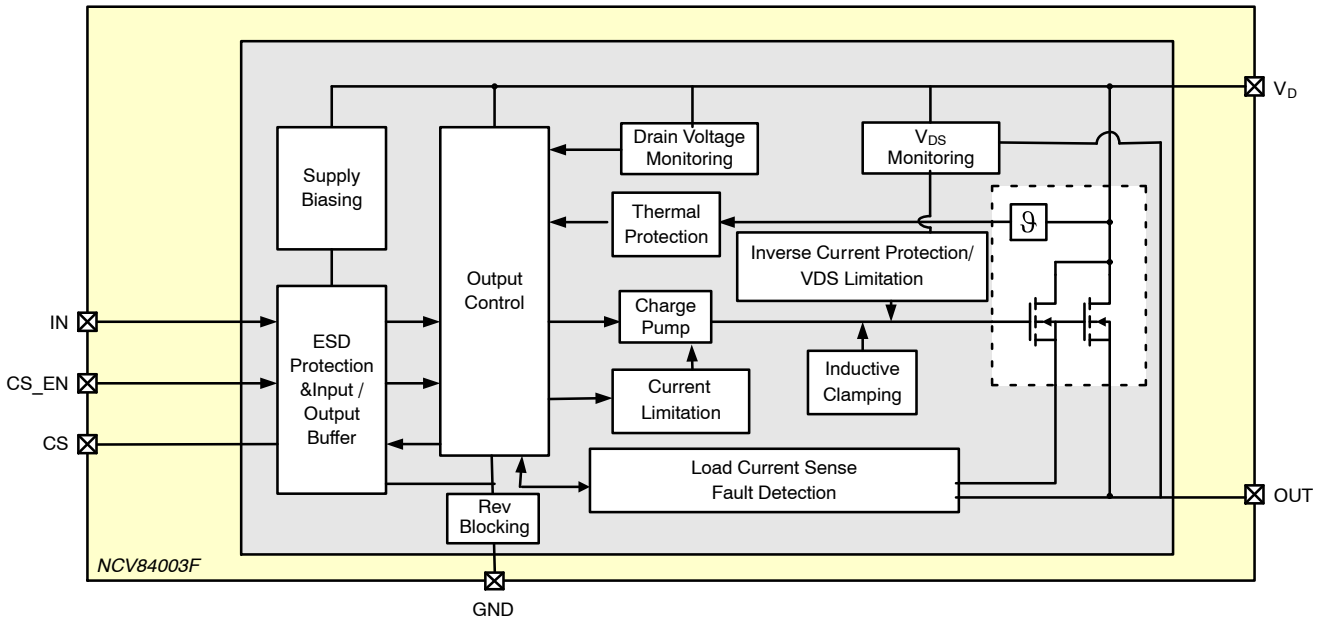 V_D
Drain Voltage
Monitoring
V_DS
Monitoring
Supply
Biasing
Thermal
Protection
ϑ
Inverse Current Protection/
VDS Limitation
Output
Control
Charge
Pump
IN
ESD
Protection
&Input /
Output
Buffer
CS_EN
Inductive
Clamping
Current
Limitation
CS
Load Current Sense
Fault Detection
OUT
Rev
Blocking
NCV84003F
GND